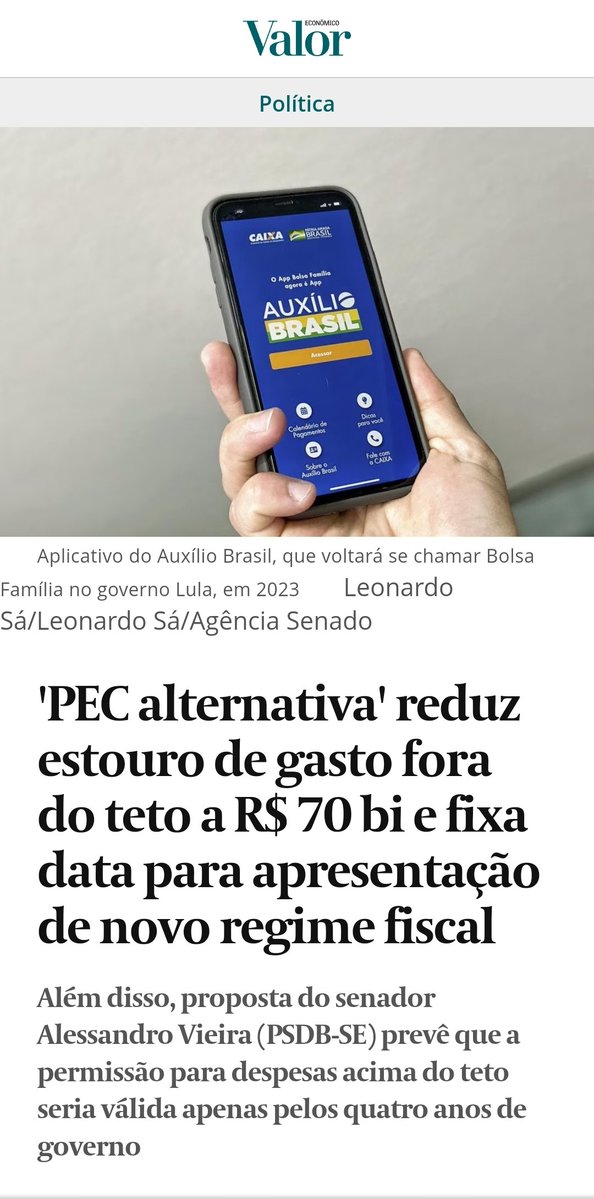 Valor
ECONÔMICO
Política
CAIXA
BRASIL
O App Bolsa Família
agora é App
AUXÍLIO
BRASIL
Acessar
Calendário de
Pagamentos
Dicas
para você
Sobre o
Auxílio Brasil
Fale com
a CAIXA
Aplicativo do Auxílio Brasil, que voltará se chamar Bolsa
Família no governo Lula, em 2023 Leonardo
Sá/Leonardo Sá/Agência Senado
'PEC alternativa' reduz
estouro de gasto fora
do teto a R$ 70 bi e fixa
data para apresentação
de novo regime fiscal
Além disso, proposta do senador
Alessandro Vieira (PSDB-SE) prevê que a
permissão para despesas acima do teto
seria válida apenas pelos quatro anos de
governo